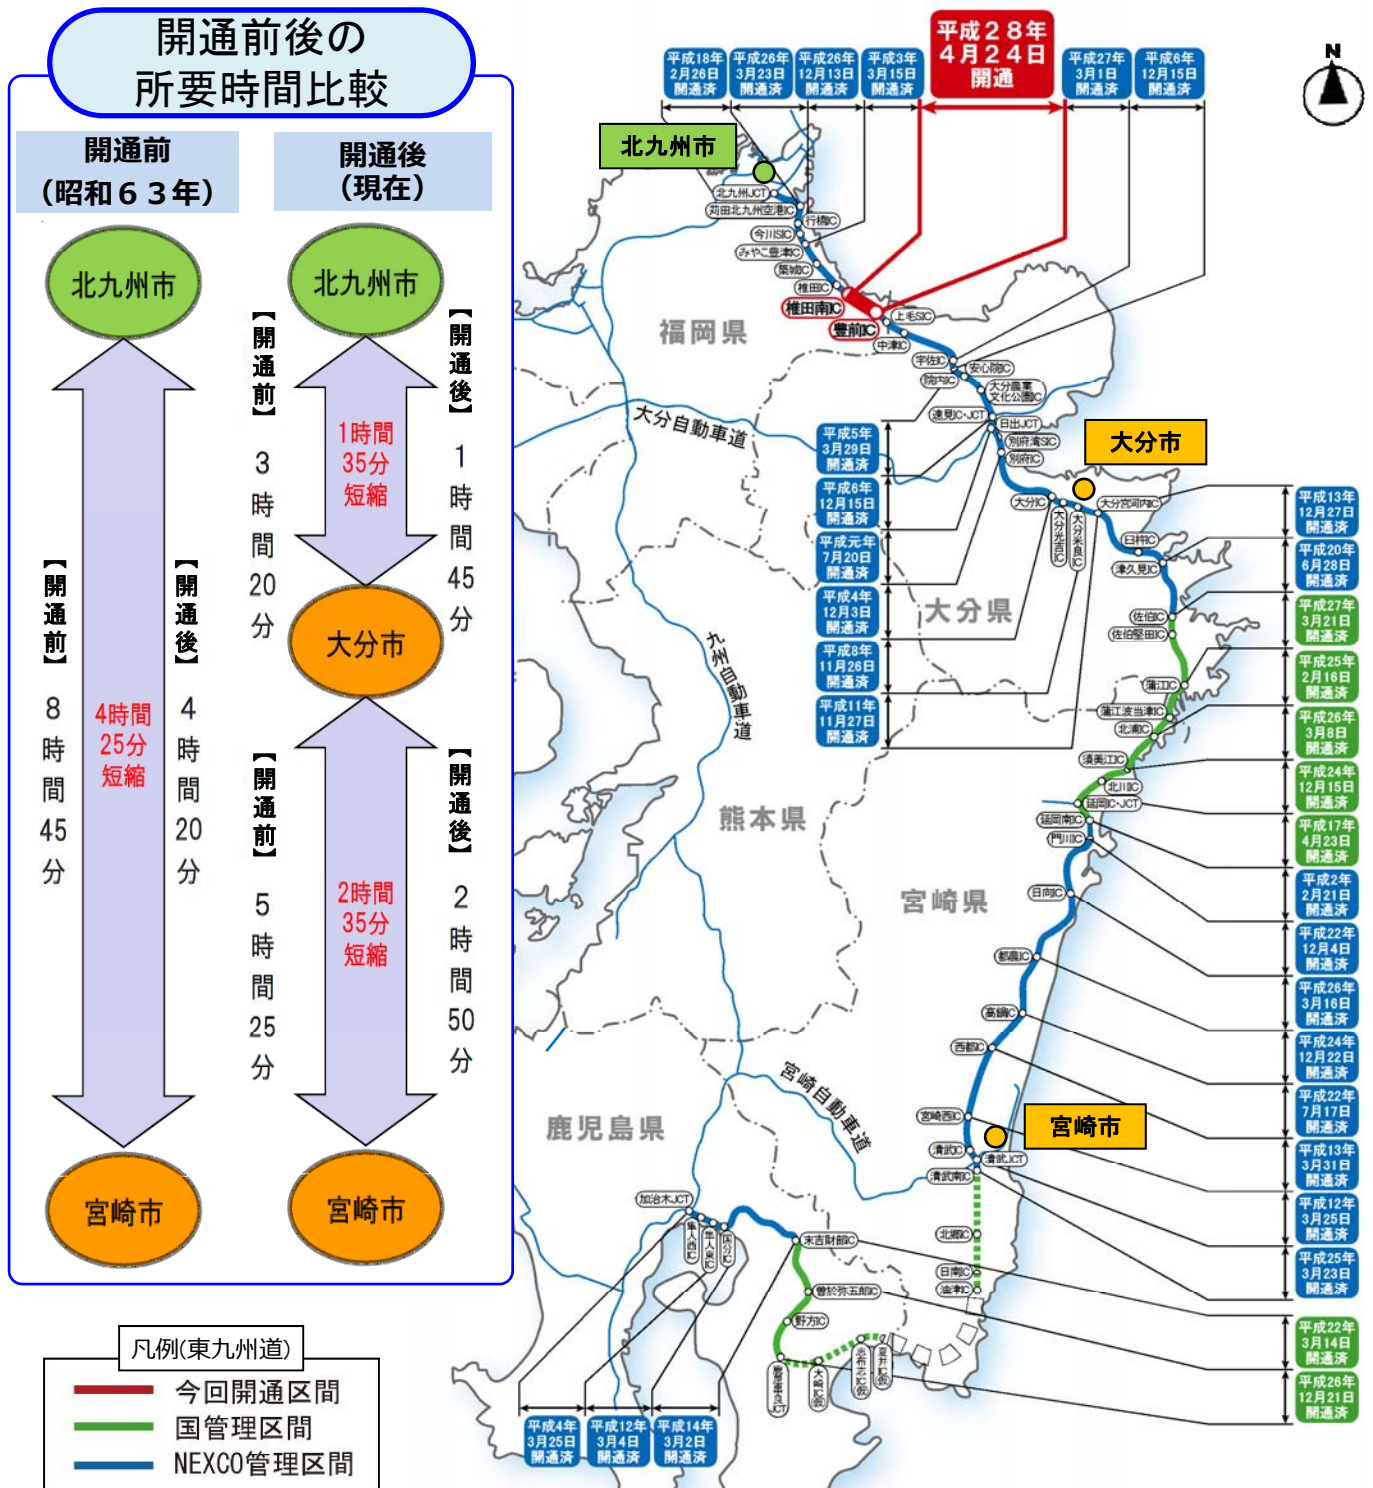 開通前後の
所要時間比較
開通前
(昭和６３年)
開通後
(現在)
北九州市
北九州市
【開通前】
3時間20分
1時間
35分
短縮
【開通後】
1時間45分
大分市
【開通前】
8時間45分
4時間
25分
短縮
【開通後】
4時間20分
【開通前】
5時間25分
2時間
35分
短縮
【開通後】
2時間50分
宮崎市
宮崎市
凡例(東九州道)
今回開通区間
国管理区間
NEXCO管理区間
平成18年
2月26日
開通済
平成26年
3月23日
開通済
平成26年
12月13日
開通済
平成3年
3月15日
開通済
平成２８年
４月２４日
開通
平成27年
3月1日
開通済
平成6年
12月15日
開通済
N
北九州市
北九州JCT
苅田北九州空港IC
行橋IC
今川SIC
みやこ豊津IC
築城IC
椎田IC
椎田南IC
豊前IC
上毛SIC
中津IC
宇佐IC
院内IC
安心院IC
大分農業
文化公園IC
速見IC・JCT
日出JCT
別府湾SIC
別府IC
大分IC
大分光吉IC
大分米良IC
大分宮河内IC
臼杵IC
津久見IC
佐伯IC
佐伯堅田IC
蒲江IC
蒲江波当津IC
北浦IC
須美江IC
北川IC
延岡IC・JCT
延岡南IC
門川IC
日向IC
都農IC
高鍋IC
西都IC
宮崎西IC
清武IC
清武JCT
清武南IC
北郷IC
日南IC
油津IC
福岡県
大分自動車道
大分市
大分県
九州自動車道
熊本県
宮崎県
宮崎自動車道
宮崎市
鹿児島県
加治木JCT
隼人西IC
隼人東IC
国分IC
末吉財部IC
曽於弥五郎IC
野方IC
鹿屋串良JCT
大崎IC(仮)
志布志IC(仮)
夏井IC(仮)
平成5年
3月29日
開通済
平成6年
12月15日
開通済
平成元年
7月20日
開通済
平成4年
12月3日
開通済
平成8年
11月26日
開通済
平成11年
11月27日
開通済
平成13年
12月27日
開通済
平成20年
6月28日
開通済
平成27年
3月21日
開通済
平成25年
2月16日
開通済
平成26年
3月8日
開通済
平成24年
12月15日
開通済
平成17年
4月23日
開通済
平成2年
2月21日
開通済
平成22年
12月4日
開通済
平成26年
3月16日
開通済
平成24年
12月22日
開通済
平成22年
7月17日
開通済
平成13年
3月31日
開通済
平成12年
3月25日
開通済
平成25年
3月23日
開通済
平成22年
3月14日
開通済
平成26年
12月21日
開通済
平成4年
3月25日
開通済
平成12年
3月4日
開通済
平成14年
3月2日
開通済